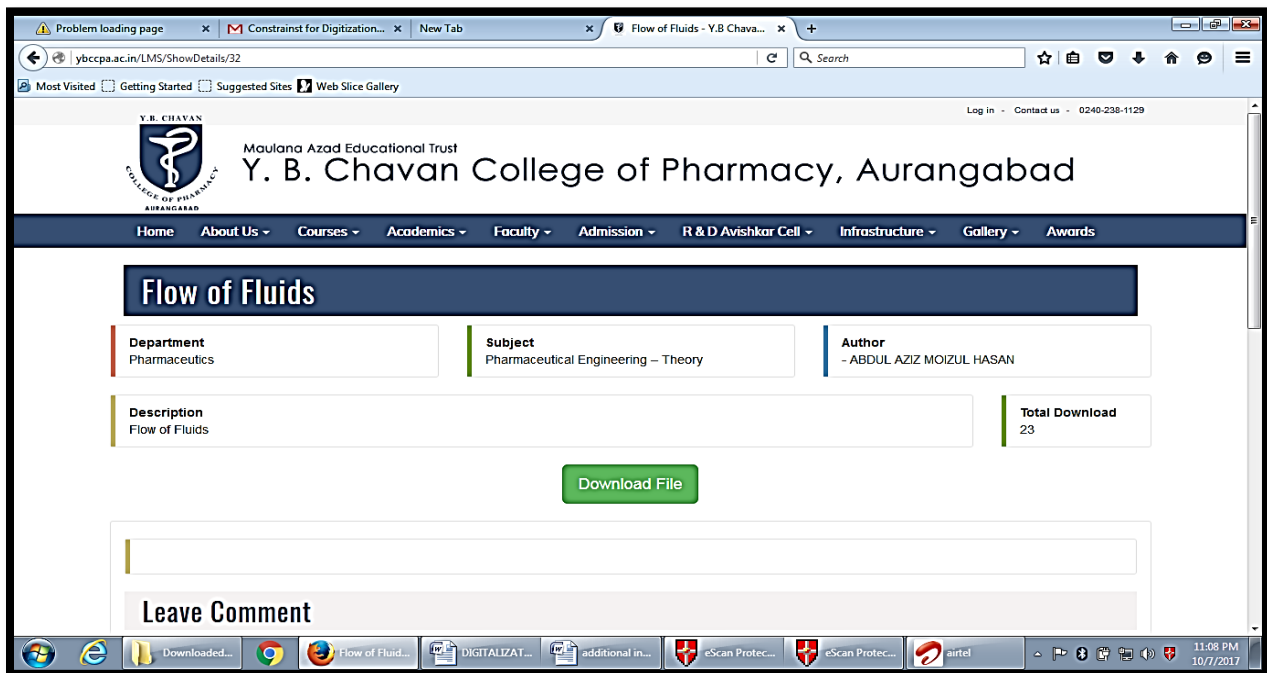 Problem loading page
Constrainst for Digitization...
New Tab
Flow of Fluids - Y.B Chava...
ybccpa.ac.in/LMS/ShowDetails/32
Search
Most Visited
Getting Started
Suggested Sites
Web Slice Gallery
Log in - Contact us - 0240-238-1129
Y.B. CHAVAN
COLLEGE OF PHARMACY
AURANGABAD
Maulana Azad Educational Trust
Y. B. Chavan College of Pharmacy, Aurangabad
Home
About Us
Courses
Academics
Faculty
Admission
R & D Avishkar Cell
Infrastructure
Gallery
Awards
Flow of Fluids
Department
Pharmaceutics
Subject
Pharmaceutical Engineering – Theory
Author
- ABDUL AZIZ MOIZUL HASAN
Description
Flow of Fluids
Total Download
23
Download File
Leave Comment
Downloaded...
Flow of Fluid...
DIGITALIZAT...
additional in...
eScan Protec...
eScan Protec...
airtel
11:08 PM
10/7/2017